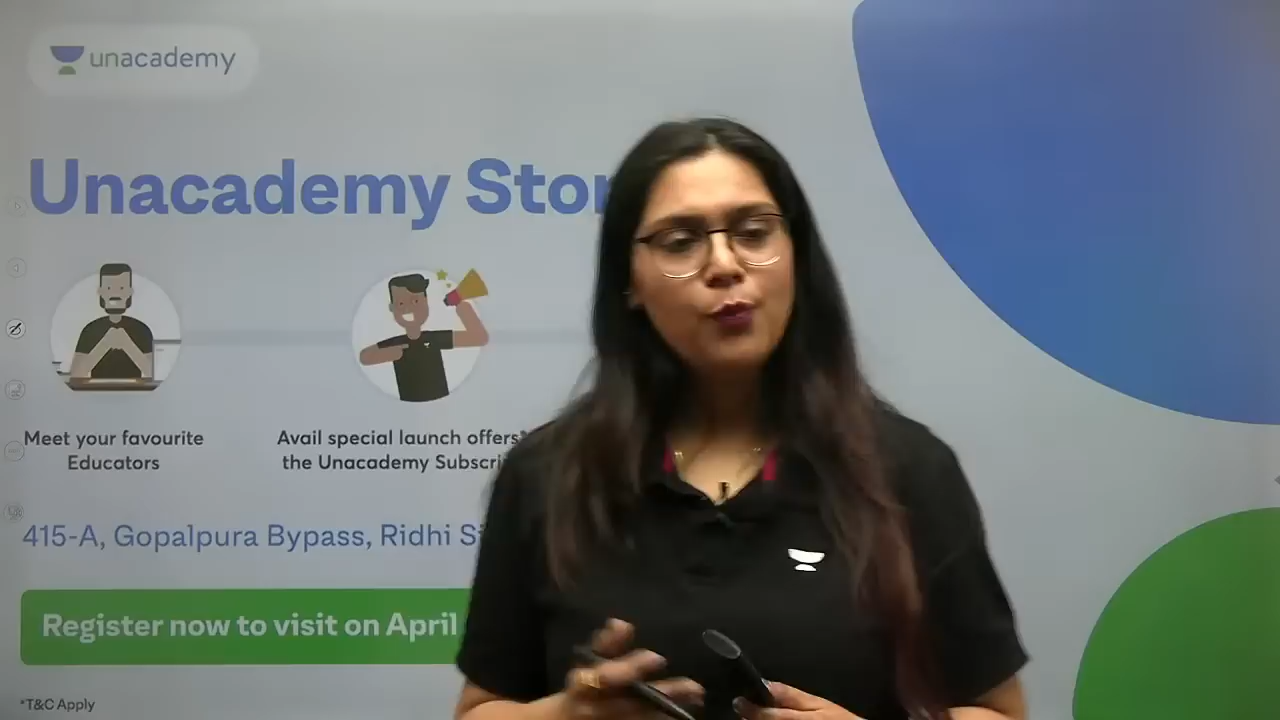 unacademy
Unacademy Stor
Meet your favourite
Educators
Avail special launch offers*
the Unacademy Subscri
415-A, Gopalpura Bypass, Ridhi Si
Register now to visit on April
*T&C Apply